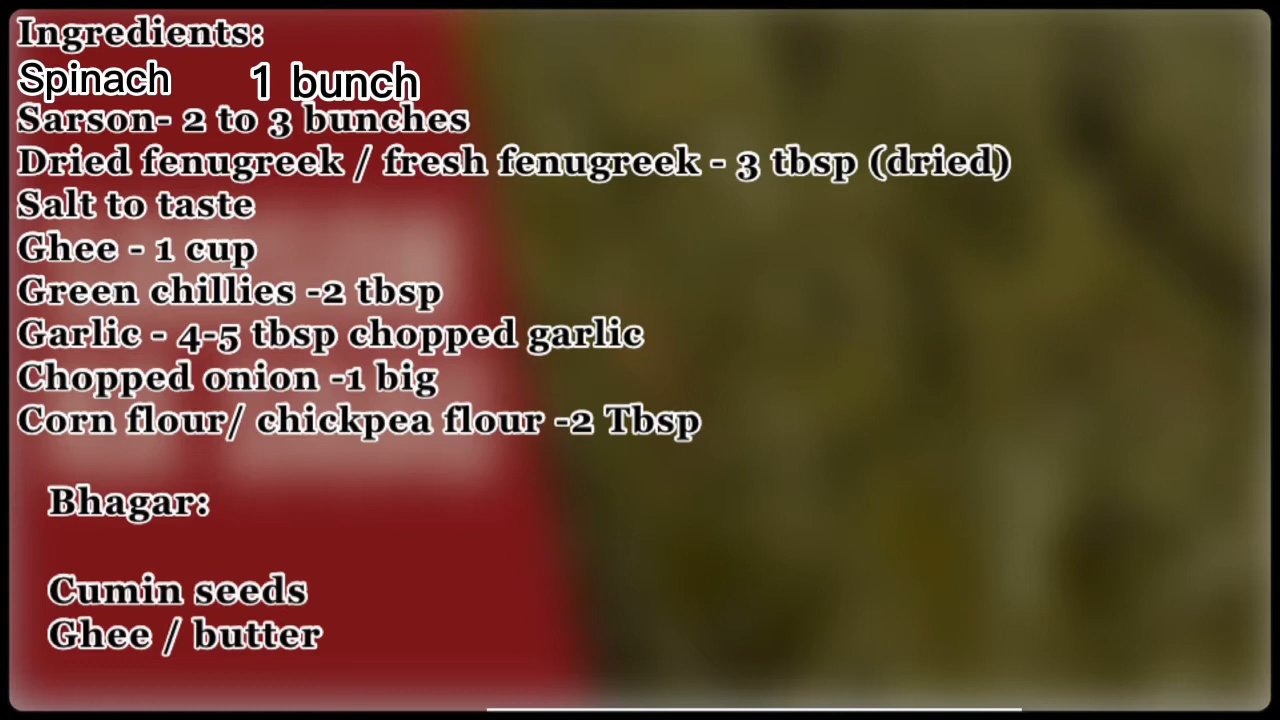 Ingredients:
Spinach 1 bunch
Sarson- 2 to 3 bunches
Dried fenugreek / fresh fenugreek - 3 tbsp (dried)
Salt to taste
Ghee - 1 cup
Green chillies -2 tbsp
Garlic - 4-5 tbsp chopped garlic
Chopped onion -1 big
Corn flour/ chickpea flour -2 Tbsp
Bhagar:
Cumin seeds
Ghee / butter